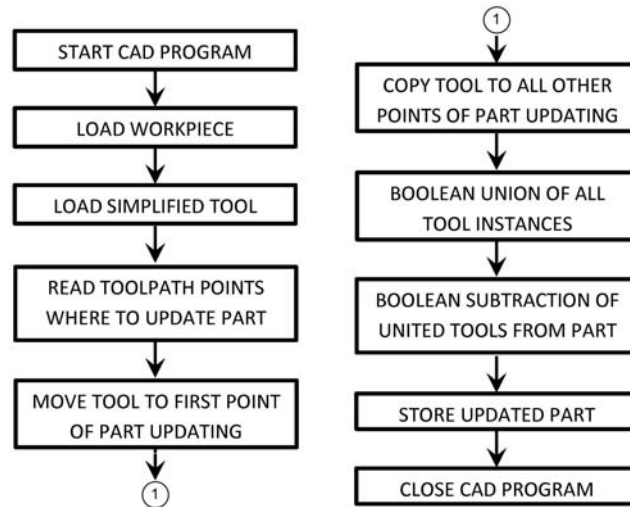 START CAD PROGRAM
LOAD WORKPIECE
LOAD SIMPLIFIED TOOL
READ TOOLPATH POINTS
WHERE TO UPDATE PART
MOVE TOOL TO FIRST POINT
OF PART UPDATING
1
1
COPY TOOL TO ALL OTHER
POINTS OF PART UPDATING
BOOLEAN UNION OF ALL
TOOL INSTANCES
BOOLEAN SUBTRACTION OF
UNITED TOOLS FROM PART
STORE UPDATED PART
CLOSE CAD PROGRAM